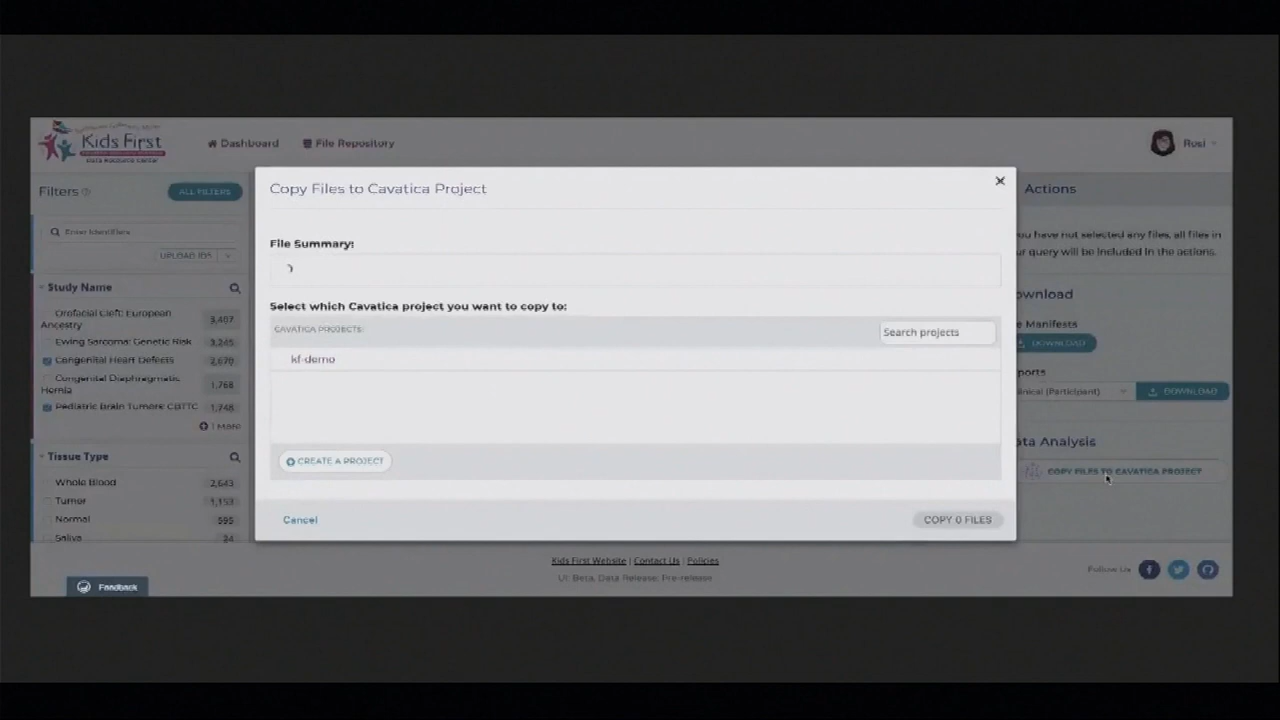 Kids First
Data Resource Center
Dashboard
File Repository
Rosi
Filters
ALL FILTERS
Enter Identifiers
UPLOAD IDS
Study Name
Orofacial Cleft: European
Ancestry
3,407
Ewing Sarcoma: Genetic Risk
3,245
Congenital Heart Defects
2,670
Congenital Diaphragmatic
Hernia
1,768
Pediatric Brain Tumors: CBTTC
1,748
1 More
Tissue Type
Whole Blood
2,643
Tumor
1,153
Normal
595
Saliva
24
Copy Files to Cavatica Project
File Summary:
Select which Cavatica project you want to copy to:
CAVATICA PROJECTS:
Search projects
kf-demo
CREATE A PROJECT
Cancel
COPY 0 FILES
Actions
you have not selected any files, all files in
ur query will be included in the actions.
ownload
e Manifests
DOWNLOAD
ports
linical (Participant)
DOWNLOAD
ata Analysis
COPY FILES TO CAVATICA PROJECT
Kids First Website | Contact Us | Policies
UI: Beta, Data Release: Pre-release
Follow Us
Feedback